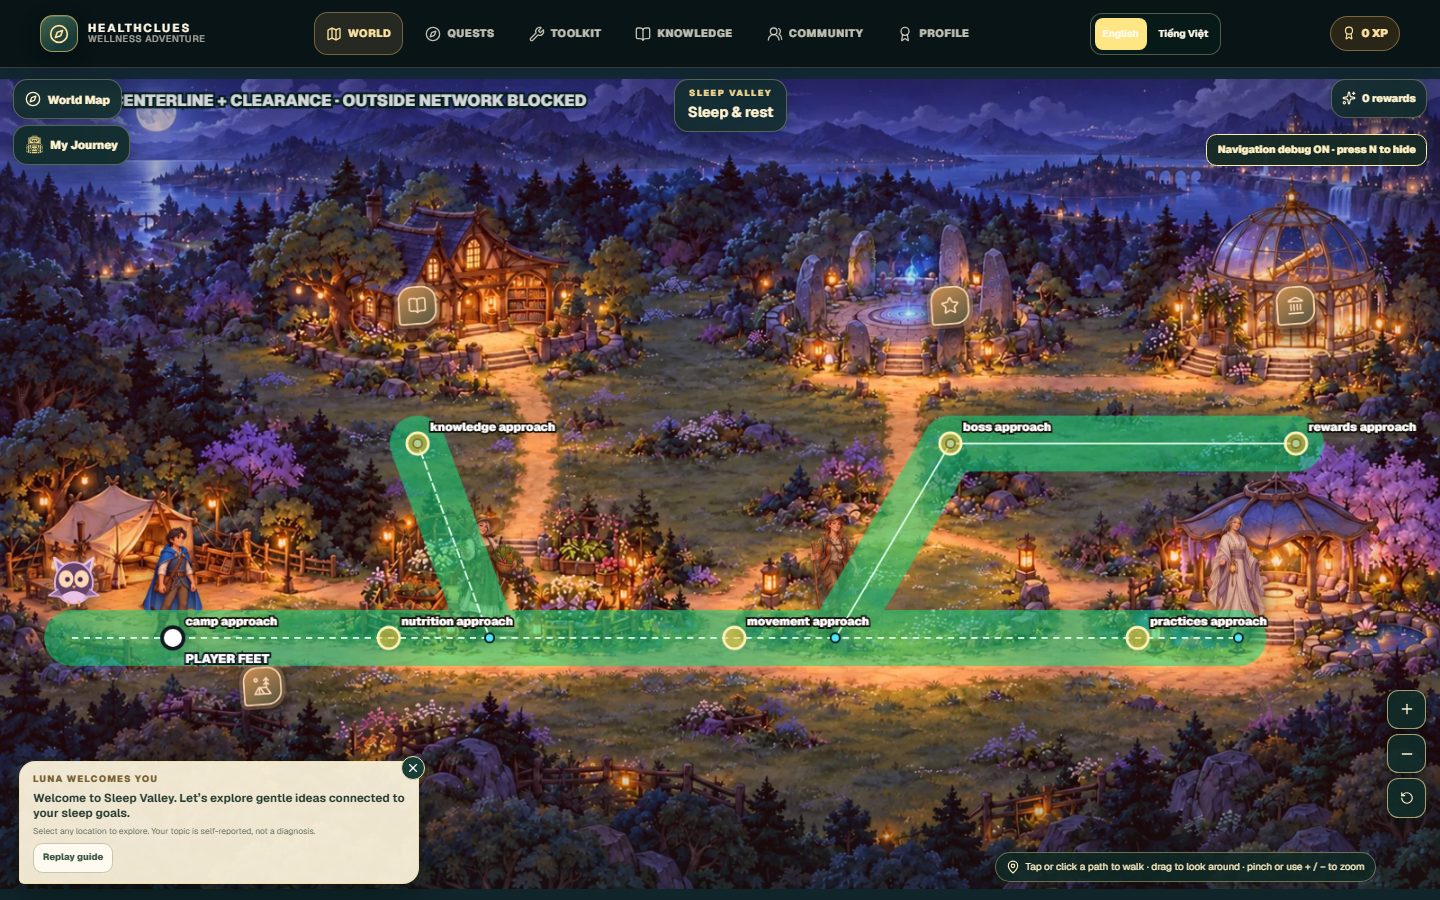 HEALTHCLUES
WELLNESS ADVENTURE
WORLD
QUESTS
TOOLKIT
KNOWLEDGE
COMMUNITY
PROFILE
English
Tiếng Việt
0 XP
World Map
CENTERLINE + CLEARANCE · OUTSIDE NETWORK BLOCKED
SLEEP VALLEY
Sleep & rest
0 rewards
My Journey
Navigation debug ON · press N to hide
knowledge approach
boss approach
rewards approach
camp approach
nutrition approach
movement approach
practices approach
PLAYER FEET
LUNA WELCOMES YOU
Welcome to Sleep Valley. Let's explore gentle ideas connected to
your sleep goals.
Select any location to explore. Your topic is self-reported, not a diagnosis.
Replay guide
Tap or click a path to walk · drag to look around · pinch or use + / − to zoom